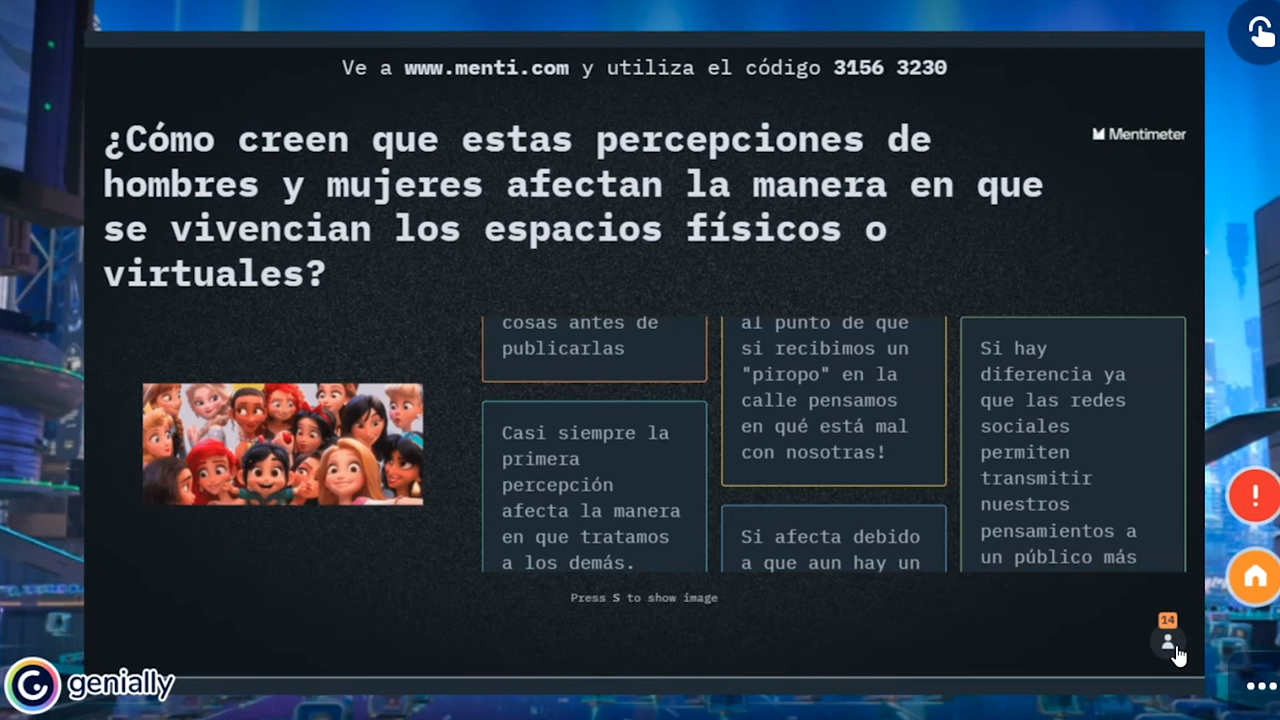 Ve a www.menti.com y utiliza el código 3156 3230
¿Cómo creen que estas percepciones de
hombres y mujeres afectan la manera en que
se vivencian los espacios físicos o
virtuales?
Mentimeter
cosas antes de
publicarlas
Casi siempre la
primera
percepción
afecta la manera
en que tratamos
a los demás.
al punto de que
si recibimos un
"piropo" en la
calle pensamos
en qué está mal
con nosotras!
Si afecta debido
a que aun hay un
Si hay
diferencia ya
que las redes
sociales
permiten
transmitir
nuestros
pensamientos a
un público más
Press S to show image
14
genially